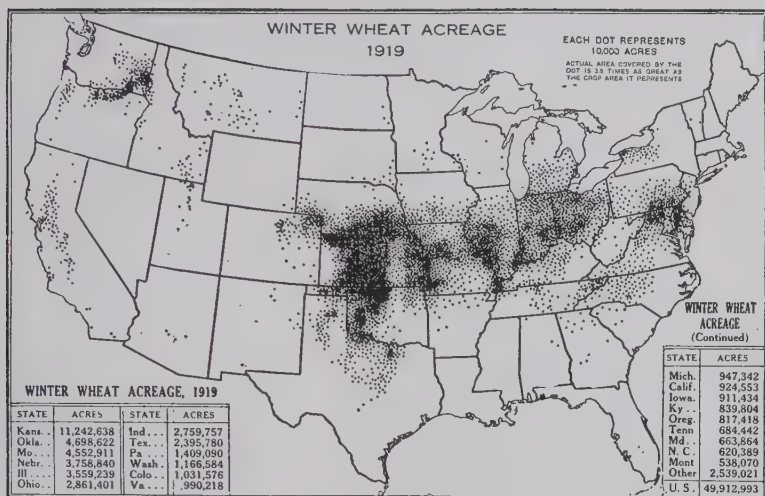 WINTER WHEAT ACREAGE
1919
EACH DOT REPRESENTS
10,000 ACRES
ACTUAL AREA COVERED BY THE
DOT IS 25 TIMES AS GREAT AS
THE CROP AREA IT REPRESENTS
WINTER WHEAT ACREAGE, 1919
STATE ACRES STATE ACRES
Kans.. 11,242,638 Ind... 2,759,757
Okla.. 4,698,622 Tex... 2,395,780
Mo... 4,552,911 Pa... 1,409,090
Nebr. 3,758,840 Wash. 1,166,584
Ill.... 3,559,239 Colo.. 1,031,576
Ohio.. 2,861,401 Va... 990,218
WINTER WHEAT
ACREAGE
(Continued)
STATE. ACRES
Mich. 947,342
Calif. 924,553
Iowa. 911,434
Ky.. 839,804
Oreg. 817,418
Tenn 684,442
Md.. 663,864
N. C. 620,389
Mont 538,070
Other 2,539,021
U. S. 49,912,993